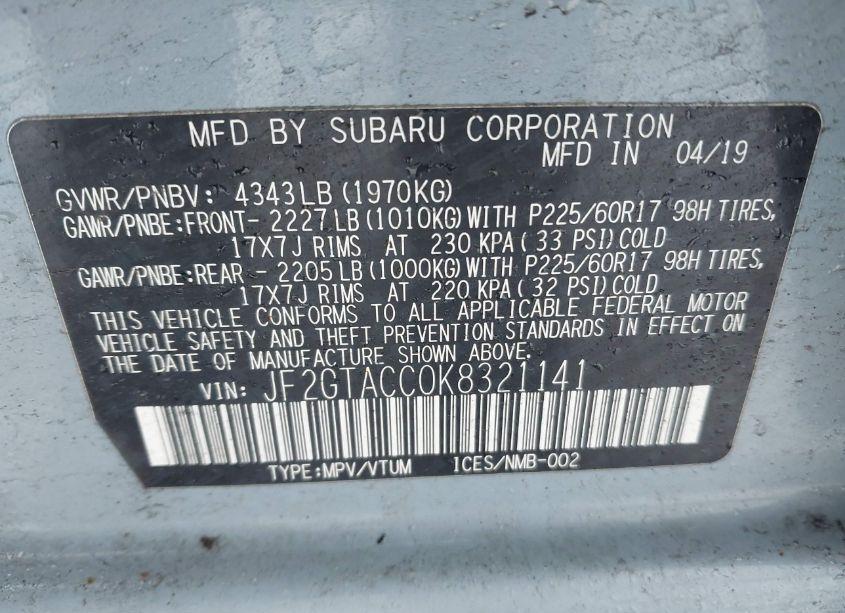 MFD BY SUBARU CORPORATION
MFD IN 04/19
GVWR/PNBV: 4343LB (1970KG)
GAWR/PNBE:FRONT- 2227LB (1010KG) WITH P225/60R17 98H TIRES,
17X7J RIMS AT 230 KPA (33 PSI) COLD
GAWR/PNBE:REAR - 2205LB (1000KG) WITH P225/60R17 98H TIRES,
17X7J RIMS AT 220 KPA (32 PSI) COLD
THIS VEHICLE CONFORMS TO ALL APPLICABLE FEDERAL MOTOR
VEHICLE SAFETY AND THEFT PREVENTION STANDARDS IN EFFECT ON
THE DATE OF MANUFACTURE SHOWN ABOVE.
VIN: JF2GTACC0K8321141
TYPE:MPV/VTUM ICES/NMB-002